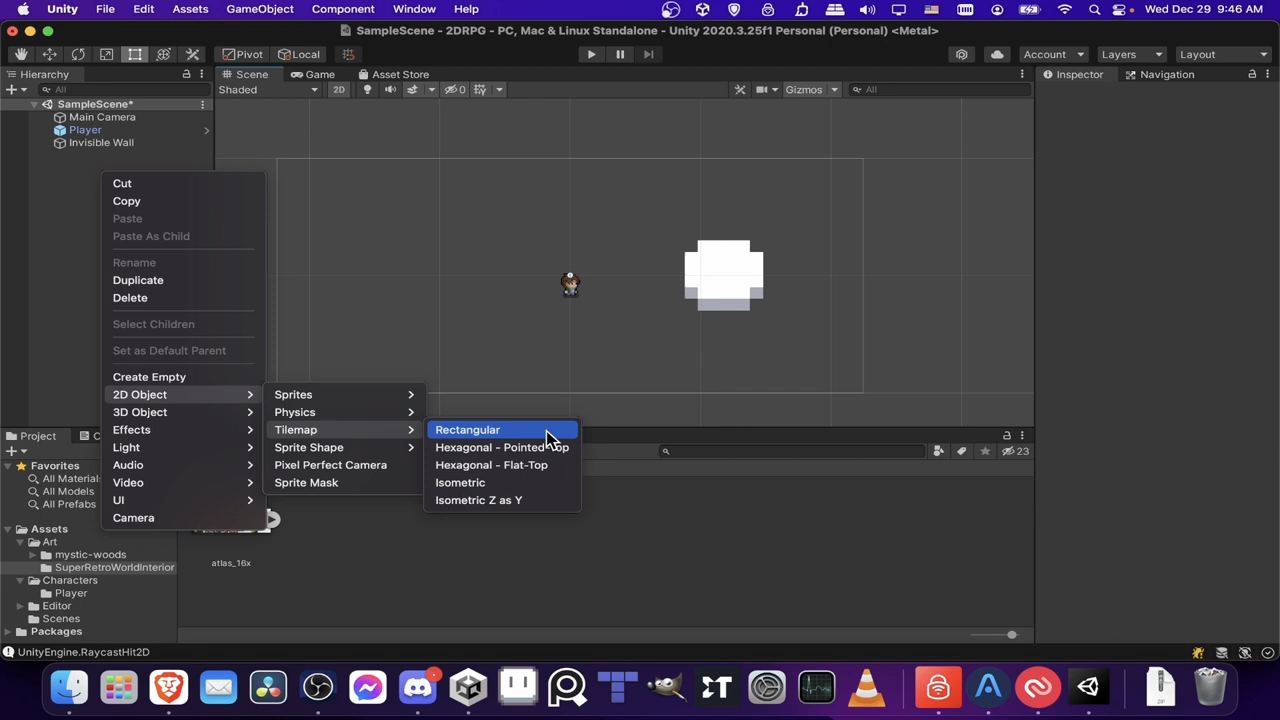 Unity File Edit Assets GameObject Component Window Help Wed Dec 29 9:46 AM
SampleScene - 2DRPG - PC, Mac & Linux Standalone - Unity 2020.3.25f1 Personal (Personal) <Metal>
Pivot Local Account Layers Layout
Hierarchy Scene Game Asset Store Inspector Navigation
All Shaded 2D 0 Gizmos All
SampleScene*
Main Camera
Player
Invisible Wall
Cut
Copy
Paste
Paste As Child
Rename
Duplicate
Delete
Select Children
Set as Default Parent
Create Empty
2D Object
3D Object
Effects
Light
Audio
Video
UI
Camera
Sprites
Physics
Tilemap
Sprite Shape
Pixel Perfect Camera
Sprite Mask
Rectangular
Hexagonal - Pointed-Top
Hexagonal - Flat-Top
Isometric
Isometric Z as Y
Project C
23
Favorites
All Material
All Models
All Prefabs
Assets
Art
mystic-woods
SuperRetroWorldInterior
Characters
Player
Editor
Scenes
Packages
atlas_16x
UnityEngine.RaycastHit2D
ZIP